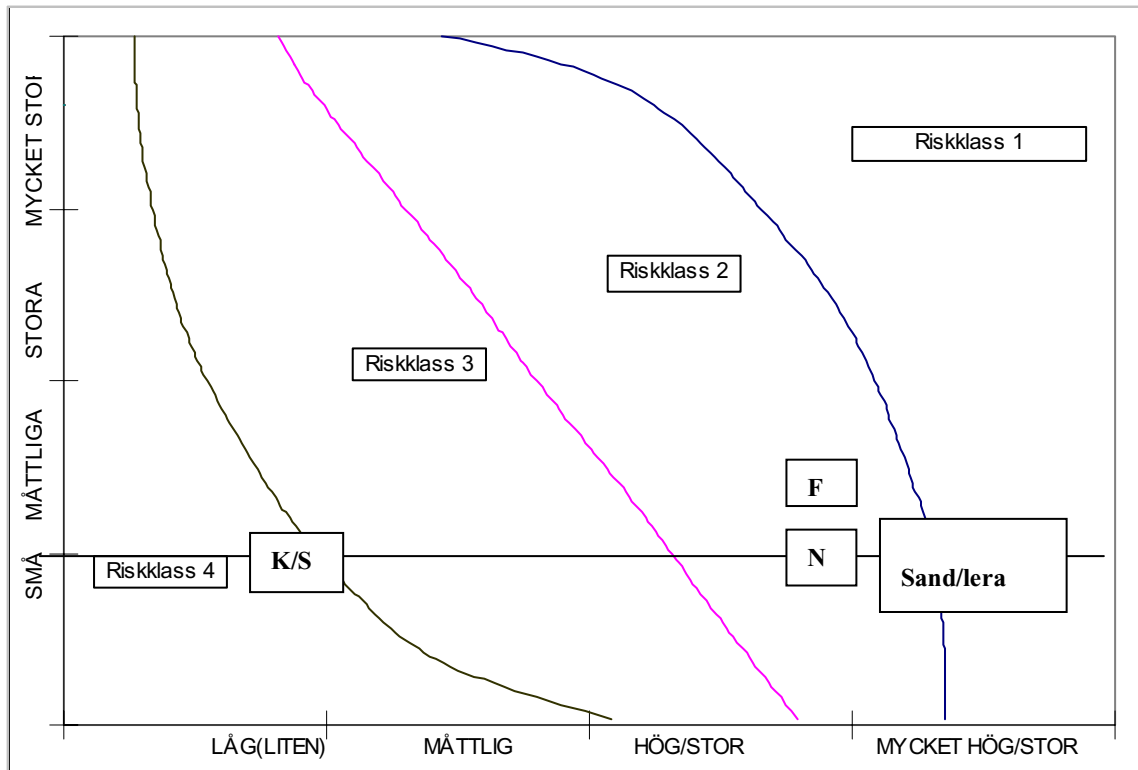 MYCKET STOR
Riskklass 1
Riskklass 2
STORA
Riskklass 3
MÅTTLIGA
F
K/S
N
Sand/lera
SMÅ
Riskklass 4
LÅG(LITEN)
MÅTTLIG
HÖG/STOR
MYCKET HÖG/STOR